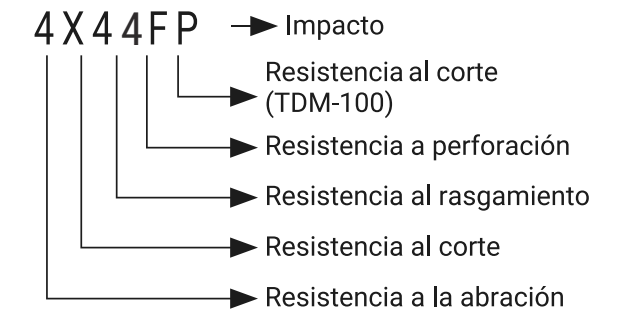 4X44FP Impacto
Resistencia al corte
(TDM-100)
Resistencia a perforación
Resistencia al rasgamiento
Resistencia al corte
Resistencia a la abración